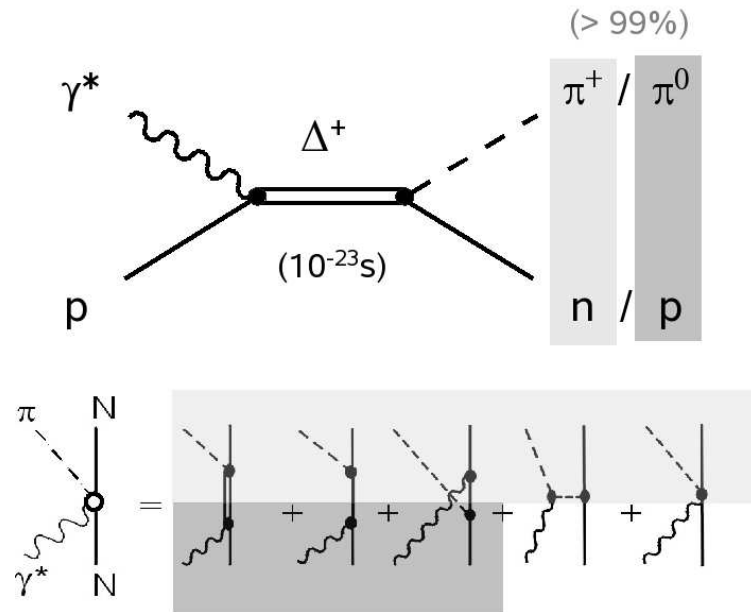 (> 99%)
γ* Δ⁺ π⁺ / π⁰
(10⁻²³s)
p n / p
π N
= + + + +
γ* N